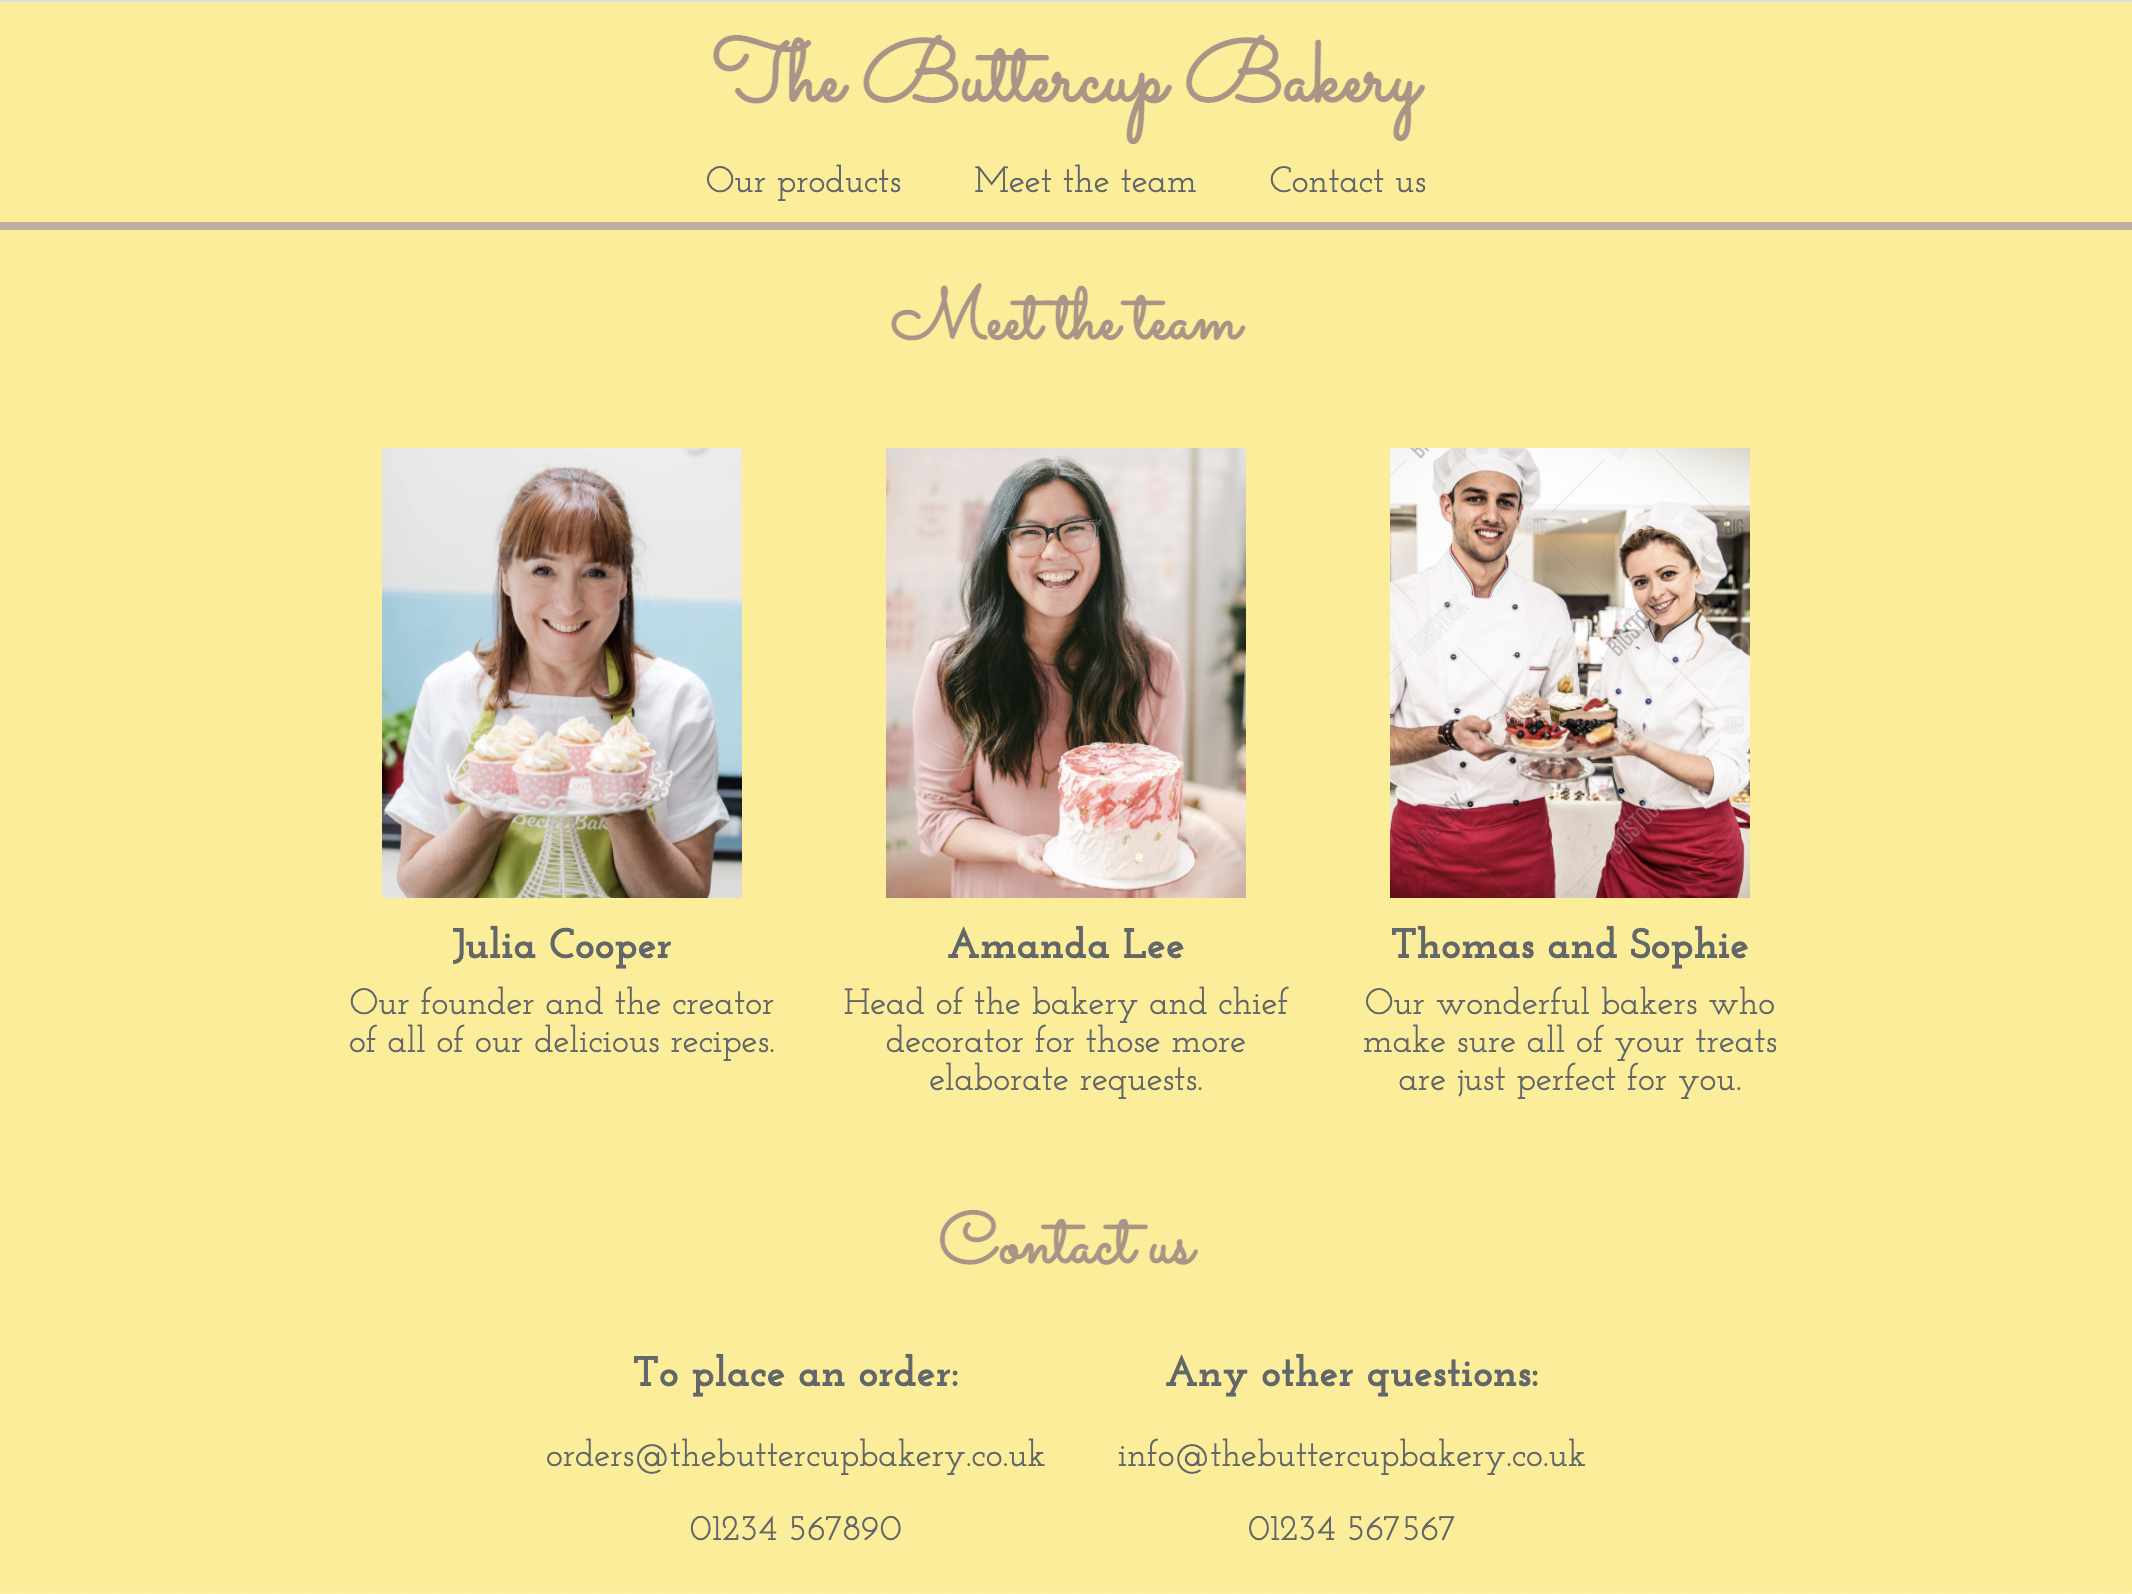 The Buttercup Bakery
Our products Meet the team Contact us
Meet the team
BIGSTOCK
BIGSTOCK
BIGSTOCK
BIGSTOCK
Julia Cooper
Amanda Lee
Thomas and Sophie
Our founder and the creator
of all of our delicious recipes.
Head of the bakery and chief
decorator for those more
elaborate requests.
Our wonderful bakers who
make sure all of your treats
are just perfect for you.
Contact us
To place an order:
orders@thebuttercupbakery.co.uk
01234 567890
Any other questions:
info@thebuttercupbakery.co.uk
01234 567567